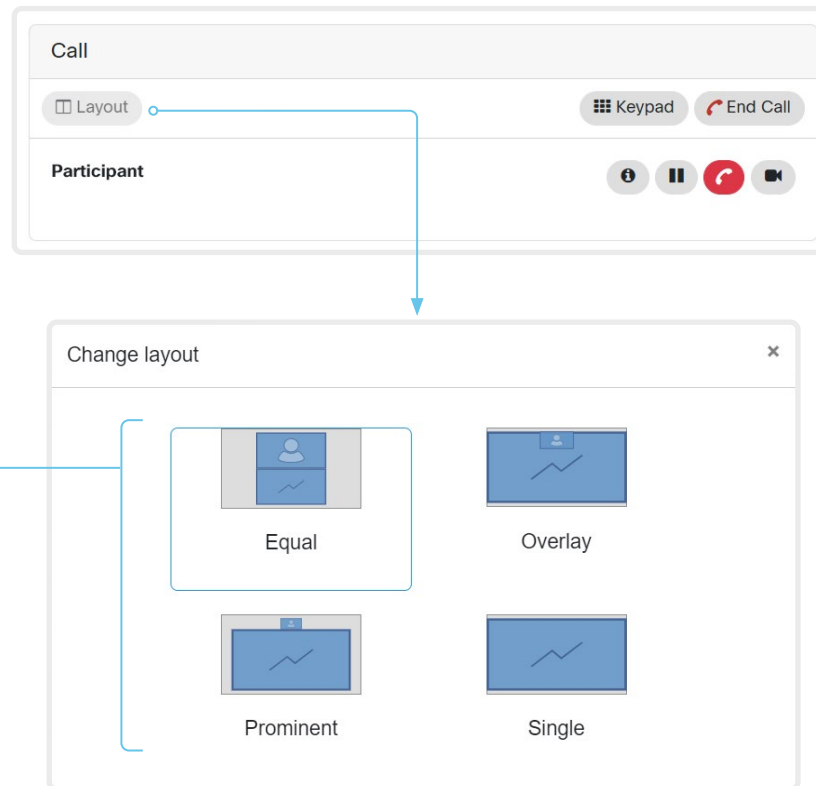 Call
Layout Keypad End Call
Participant
Change layout ×
Equal Overlay
Prominent Single